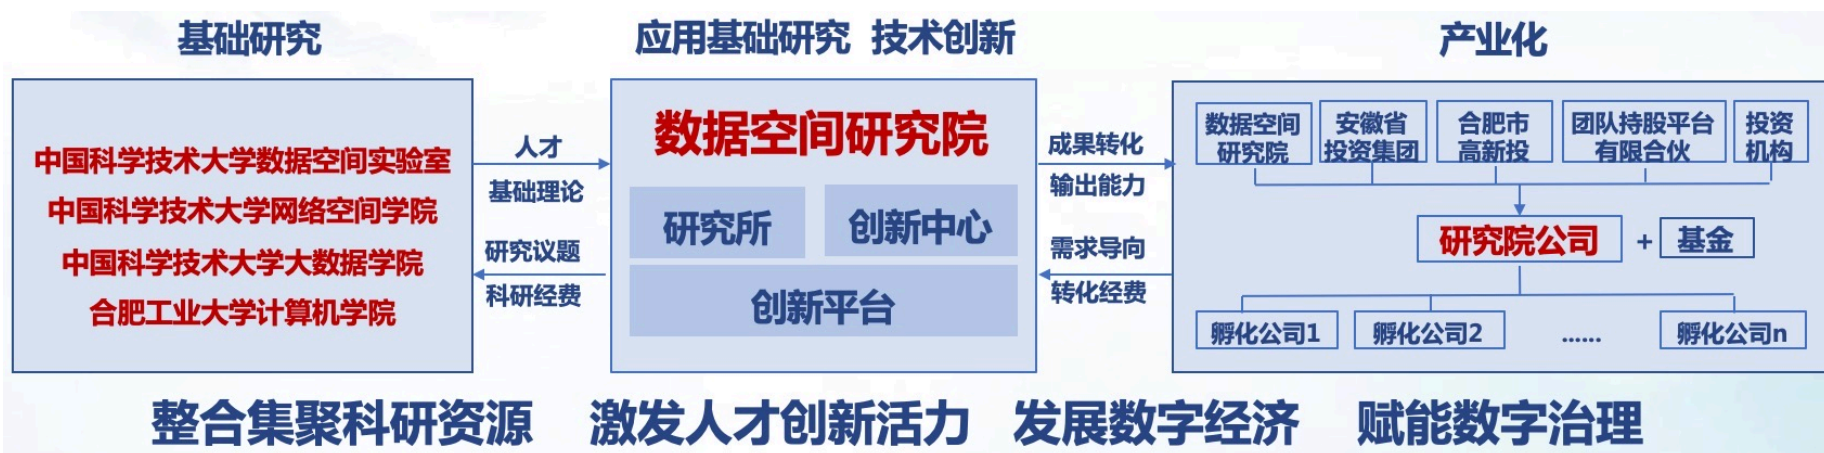 基础研究
中国科学技术大学数据空间实验室
中国科学技术大学网络空间学院
中国科学技术大学大数据学院
合肥工业大学计算机学院
人才
基础理论
研究议题
科研经费
应用基础研究 技术创新
数据空间研究院
研究所
创新中心
创新平台
成果转化
输出能力
需求导向
转化经费
产业化
数据空间
研究院
安徽省
投资集团
合肥市
高新投
团队持股平台
有限合伙
投资
机构
研究院公司 + 基金
孵化公司1
孵化公司2
......
孵化公司n
整合集聚科研资源 激发人才创新活力 发展数字经济 赋能数字治理